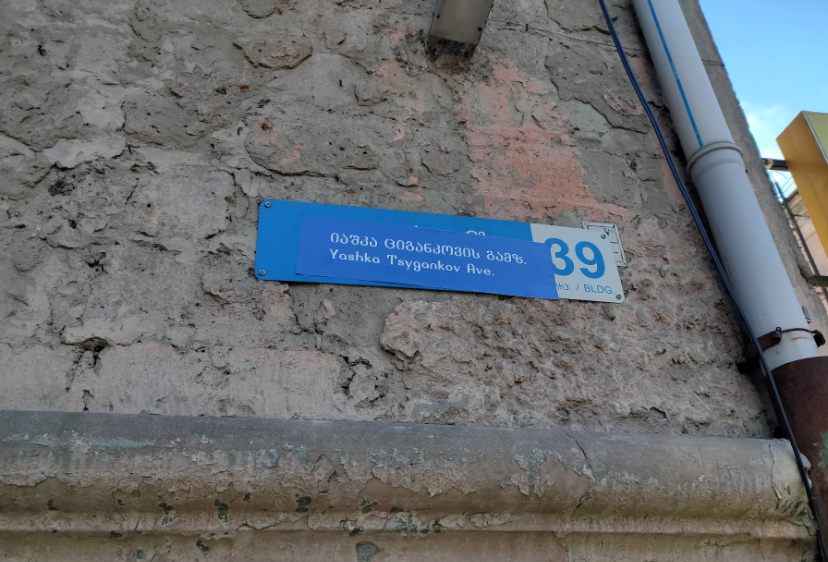 იაშკა ციგანკოვის გამზ.
Yashka Tsygankov Ave.
39
/ BLDG.